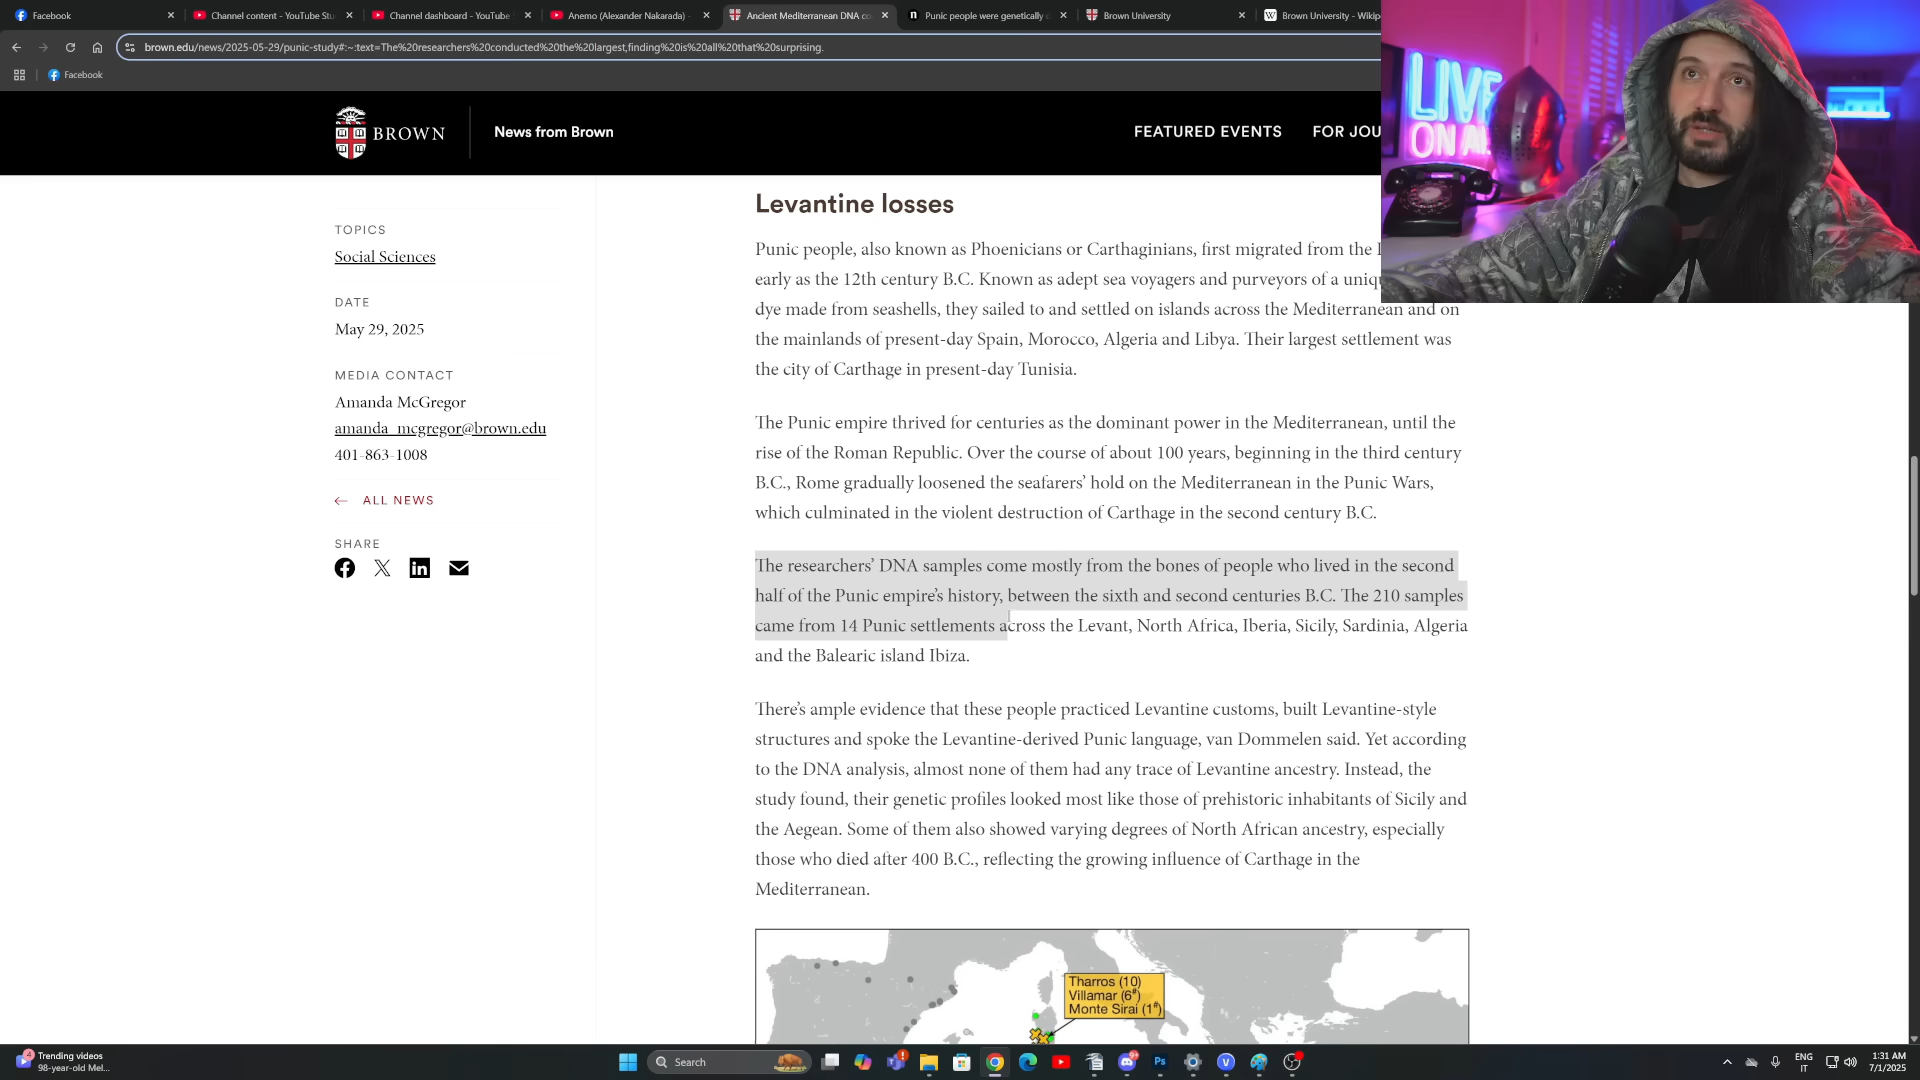 Facebook
Channel content - YouTube Stu
Channel dashboard - YouTube
Anemo (Alexander Nakarada) -
Ancient Mediterranean DNA co
Punic people were genetically d
Brown University
Brown University - Wikip
brown.edu/news/2025-05-29/punic-study#:~:text=The%20researchers%20conducted%20the%20largest,finding%20is%20all%20that%20surprising.
Facebook
LIVE
ON AI
BROWN
News from Brown
FEATURED EVENTS
FOR JOU
TOPICS
Social Sciences
DATE
May 29, 2025
MEDIA CONTACT
Amanda McGregor
amanda_mcgregor@brown.edu
401-863-1008
← ALL NEWS
SHARE
Levantine losses
Punic people, also known as Phoenicians or Carthaginians, first migrated from the
early as the 12th century B.C. Known as adept sea voyagers and purveyors of a uniq
dye made from seashells, they sailed to and settled on islands across the Mediterranean and on
the mainlands of present-day Spain, Morocco, Algeria and Libya. Their largest settlement was
the city of Carthage in present-day Tunisia.
The Punic empire thrived for centuries as the dominant power in the Mediterranean, until the
rise of the Roman Republic. Over the course of about 100 years, beginning in the third century
B.C., Rome gradually loosened the seafarers’ hold on the Mediterranean in the Punic Wars,
which culminated in the violent destruction of Carthage in the second century B.C.
The researchers’ DNA samples come mostly from the bones of people who lived in the second
half of the Punic empire’s history, between the sixth and second centuries B.C. The 210 samples
came from 14 Punic settlements across the Levant, North Africa, Iberia, Sicily, Sardinia, Algeria
and the Balearic island Ibiza.
There’s ample evidence that these people practiced Levantine customs, built Levantine-style
structures and spoke the Levantine-derived Punic language, van Dommelen said. Yet according
to the DNA analysis, almost none of them had any trace of Levantine ancestry. Instead, the
study found, their genetic profiles looked most like those of prehistoric inhabitants of Sicily and
the Aegean. Some of them also showed varying degrees of North African ancestry, especially
those who died after 400 B.C., reflecting the growing influence of Carthage in the
Mediterranean.
Tharros (10)
Villamar (6#)
Monte Sirai (1#)
4
Trending videos
98-year-old Mel...
Search
ENG
IT
1:31 AM
7/1/2025